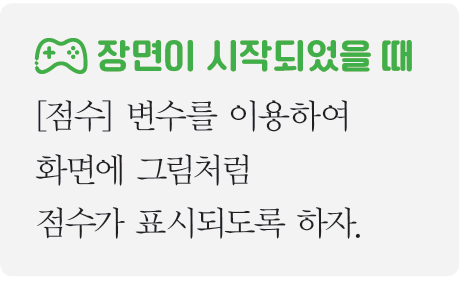 장면이 시작되었을 때
[점수] 변수를 이용하여
화면에 그림처럼
점수가 표시되도록 하자.